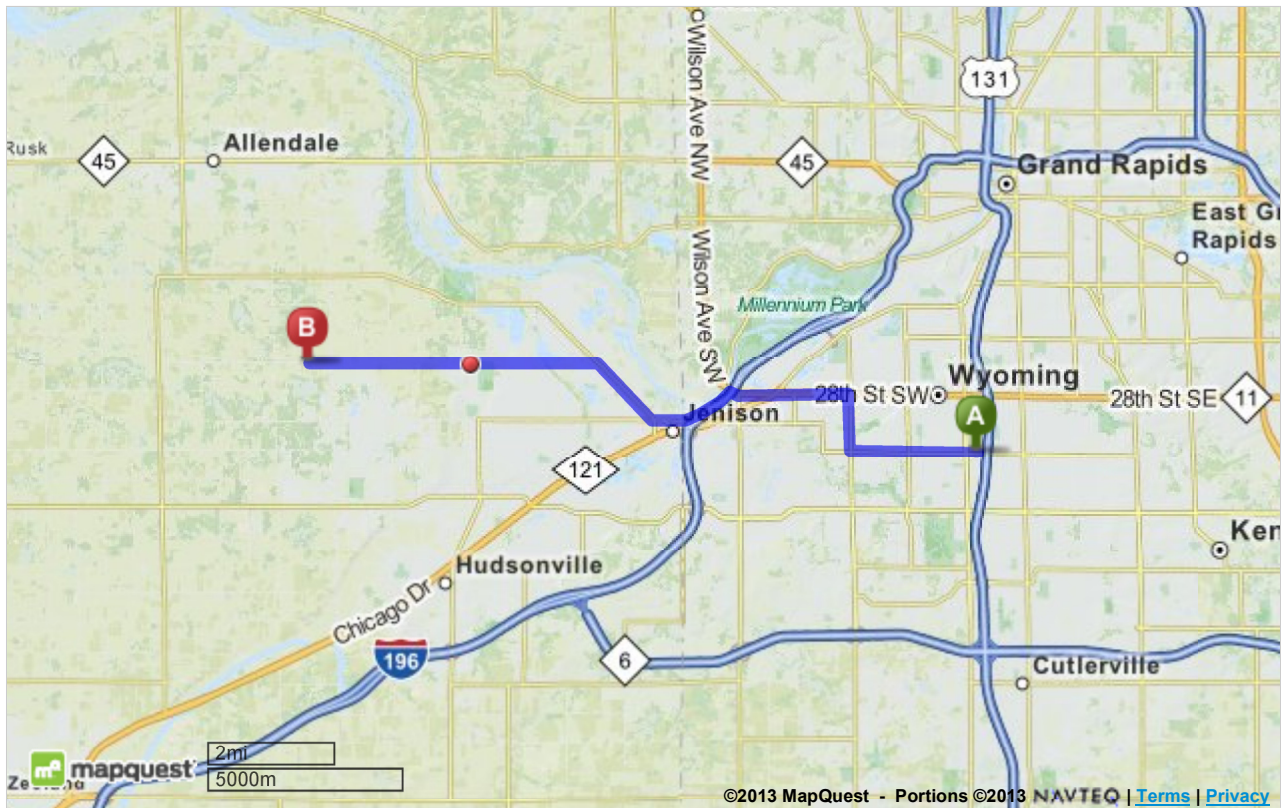 Wilson Ave NW
131
Rusk
45
Allendale
45
Grand Rapids
East G
Rapids
Wilson Ave SW
Millennium Park
B
Wyoming
28th St SW
28th St SE
11
A
Jenison
121
Ken
Hudsonville
Chicago Dr
196
6
Cutlerville
2mi
5000m
mq mapquest
©2013 MapQuest - Portions ©2013 NAVTEQ | Terms | Privacy